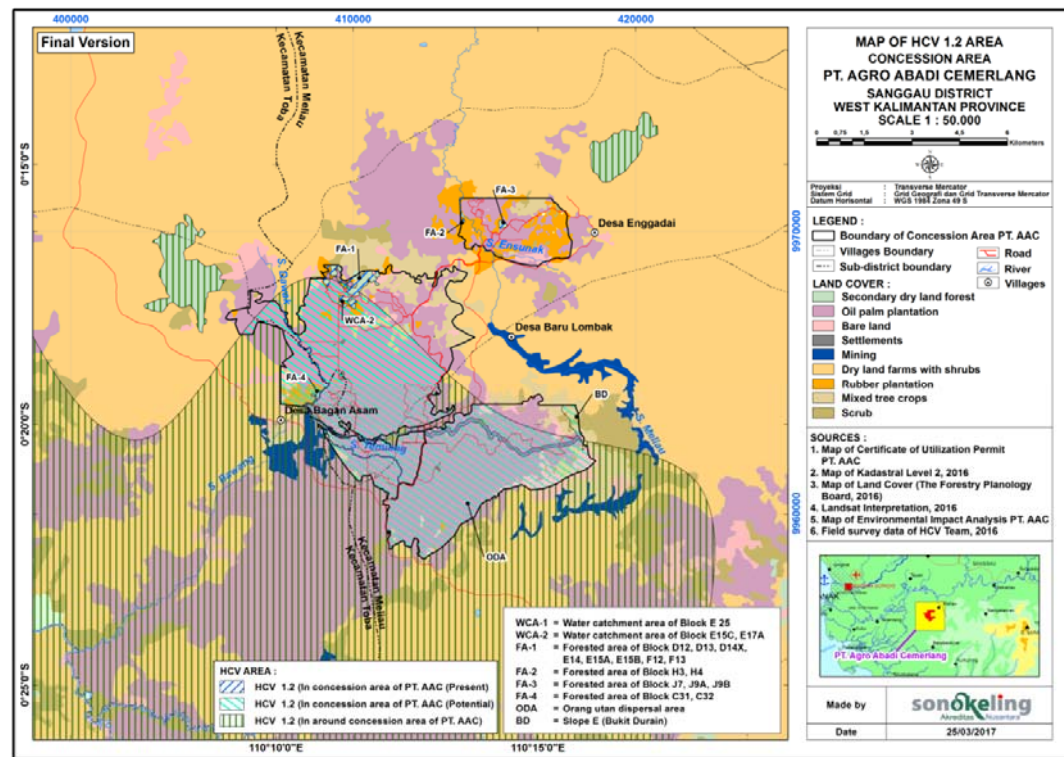 400000
410000
420000
Final Version
Kecamatan Toba
Kecamatan Meliau
0°15'0"S
0°20'0"S
0°25'0"S
9970000
9960000
FA-3
FA-2
Desa Enggadai
S. Ensunak
FA-1
WCA-2
Desa Baru Lombak
FA-4
BD
Desa Bagan Asam
S. Meliau
S. Bawang
ODA
Kecamatan Meliau
Kecamatan Toba
110°10'0"E
110°15'0"E
HCV AREA :
HCV 1.2 (In concession area of PT. AAC (Present)
HCV 1.2 (In concession area of PT. AAC (Potential)
HCV 1.2 (In around concession area of PT. AAC)
WCA-1 = Water catchment area of Block E 25
WCA-2 = Water catchment area of Block E15C, E17A
FA-1 = Forested area of Block D12, D13, D14X,
E14, E15A, E15B, F12, F13
FA-2 = Forested area of Block H3, H4
FA-3 = Forested area of Block J7, J9A, J9B
FA-4 = Forested area of Block C31, C32
ODA = Orang utan dispersal area
BD = Slope E (Bukit Durain)
MAP OF HCV 1.2 AREA
CONCESSION AREA
PT. AGRO ABADI CEMERLANG
SANGGAU DISTRICT
WEST KALIMANTAN PROVINCE
SCALE 1 : 50.000
0 0,75 1,5 3 4,5 6
Kilometers
Proyeksi : Transverse Mercator
Sistem Grid : Grid Geografi dan Grid Transverse Mercator
Datum Horisontal : WGS 1984 Zona 49 S
LEGEND :
Boundary of Concession Area PT. AAC
Villages Boundary
Road
Sub-district boundary
River
Villages
LAND COVER :
Secondary dry land forest
Oil palm plantation
Bare land
Settlements
Mining
Dry land farms with shrubs
Rubber plantation
Mixed tree crops
Scrub
SOURCES :
1. Map of Certificate of Utilization Permit
PT. AAC
2. Map of Kadastral Level 2, 2016
3. Map of Land Cover (The Forestry Planology
Board, 2016)
4. Landsat Interpretation, 2016
5. Map of Environmental Impact Analysis PT. AAC
6. Field survey data of HCV Team, 2016
PT. Agro Abadi Cemerlang
Made by
sonokeling
Akreditas Nusantara
Date
25/03/2017